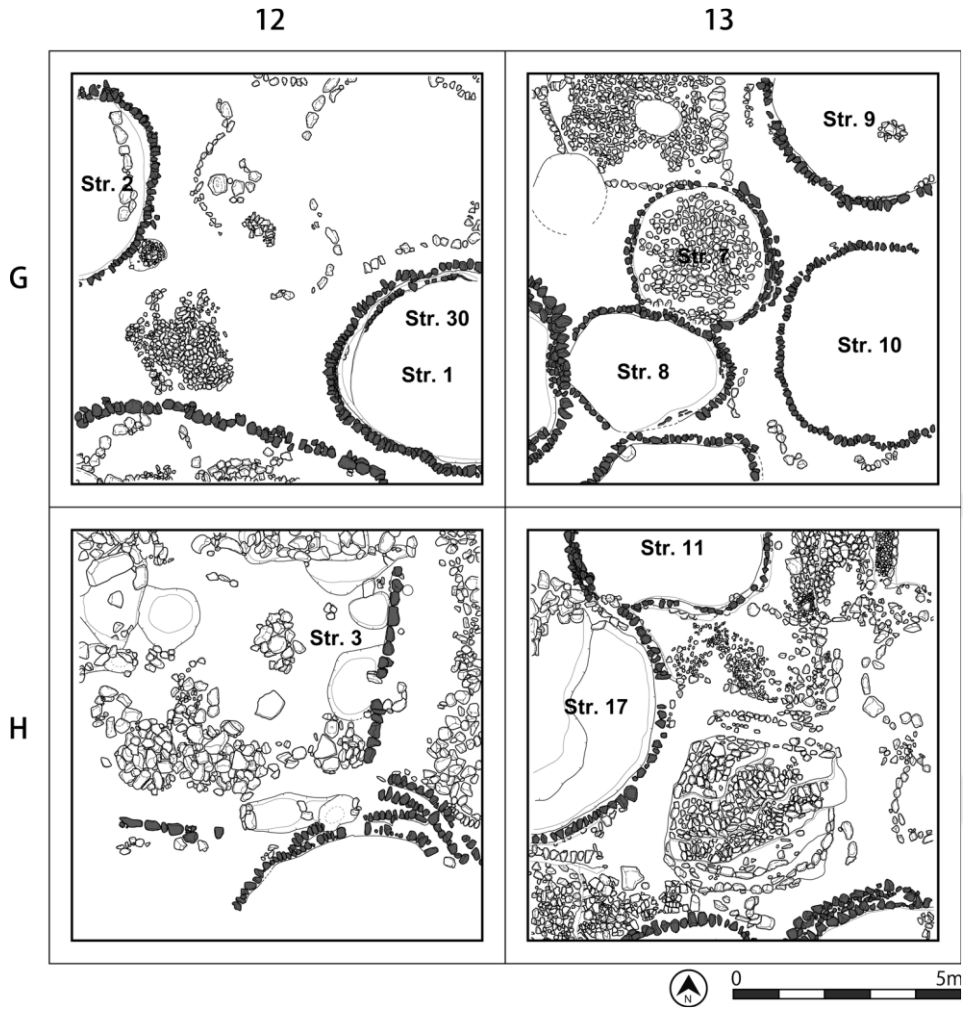 12 13
G
Str. 2
Str. 30
Str. 1
Str. 9
Str. 7
Str. 8
Str. 10
H
Str. 3
Str. 11
Str. 17
N
0 5m